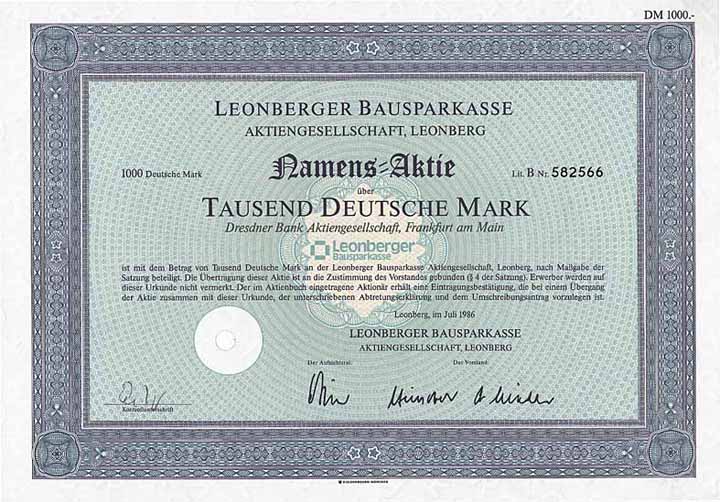 DM 1000.-
LEONBERGER BAUSPARKASSE
AKTIENGESELLSCHAFT, LEONBERG
Namens-Aktie
1000 Deutsche Mark
Lit. B Nr. 582566
über
TAUSEND DEUTSCHE MARK
Dresdner Bank Aktiengesellschaft, Frankfurt am Main
Leonberger
Bausparkasse
ist mit dem Betrag von Tausend Deutsche Mark an der Leonberger Bausparkasse Aktiengesellschaft, Leonberg, nach Maßgabe der
Satzung beteiligt. Die Übertragung dieser Aktie ist an die Zustimmung des Vorstandes gebunden (§ 4 der Satzung). Erwerber werden auf
dieser Urkunde nicht vermerkt. Der im Aktienbuch eingetragene Aktionär erhält eine Eintragungsbestätigung, die bei einem Übergang
der Aktie zusammen mit dieser Urkunde, der unterschriebenen Abtretungserklärung und dem Umschreibungsantrag vorzulegen ist.
Leonberg, im Juli 1986
LEONBERGER BAUSPARKASSE
AKTIENGESELLSCHAFT, LEONBERG
Der Aufsichtsrat:
Der Vorstand:
Kontrollunterschrift